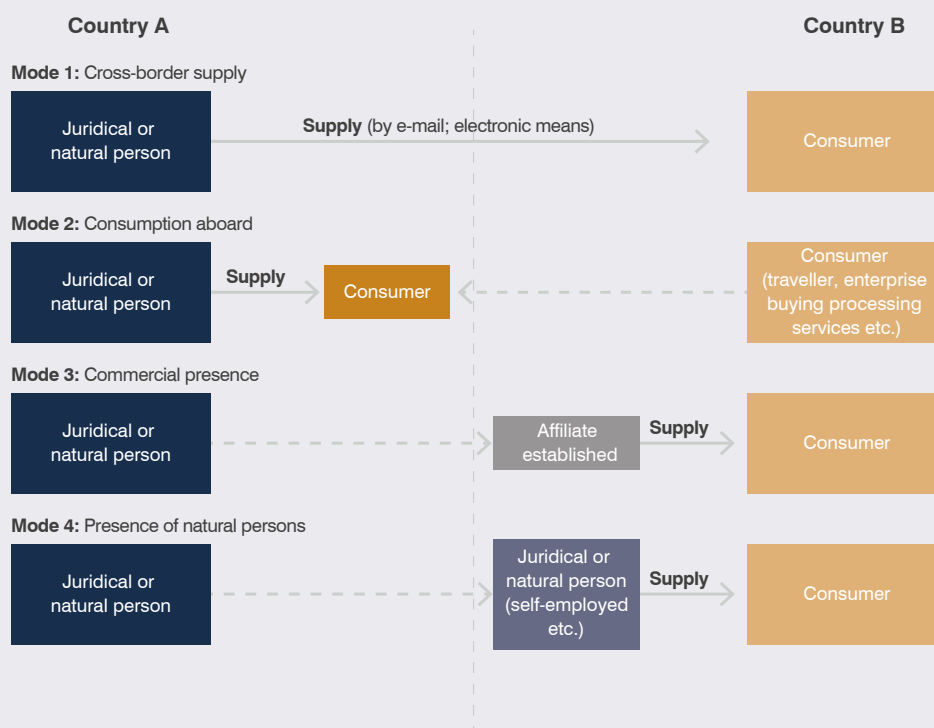 Country A
Country B
Mode 1: Cross-border supply
Juridical or
natural person
Supply (by e-mail; electronic means)
Consumer
Mode 2: Consumption aboard
Juridical or
natural person
Supply
Consumer
Consumer
(traveller, enterprise
buying processing
services etc.)
Mode 3: Commercial presence
Juridical or
natural person
Affiliate
established
Supply
Consumer
Mode 4: Presence of natural persons
Juridical or
natural person
Juridical or
natural person
(self-employed
etc.)
Supply
Consumer